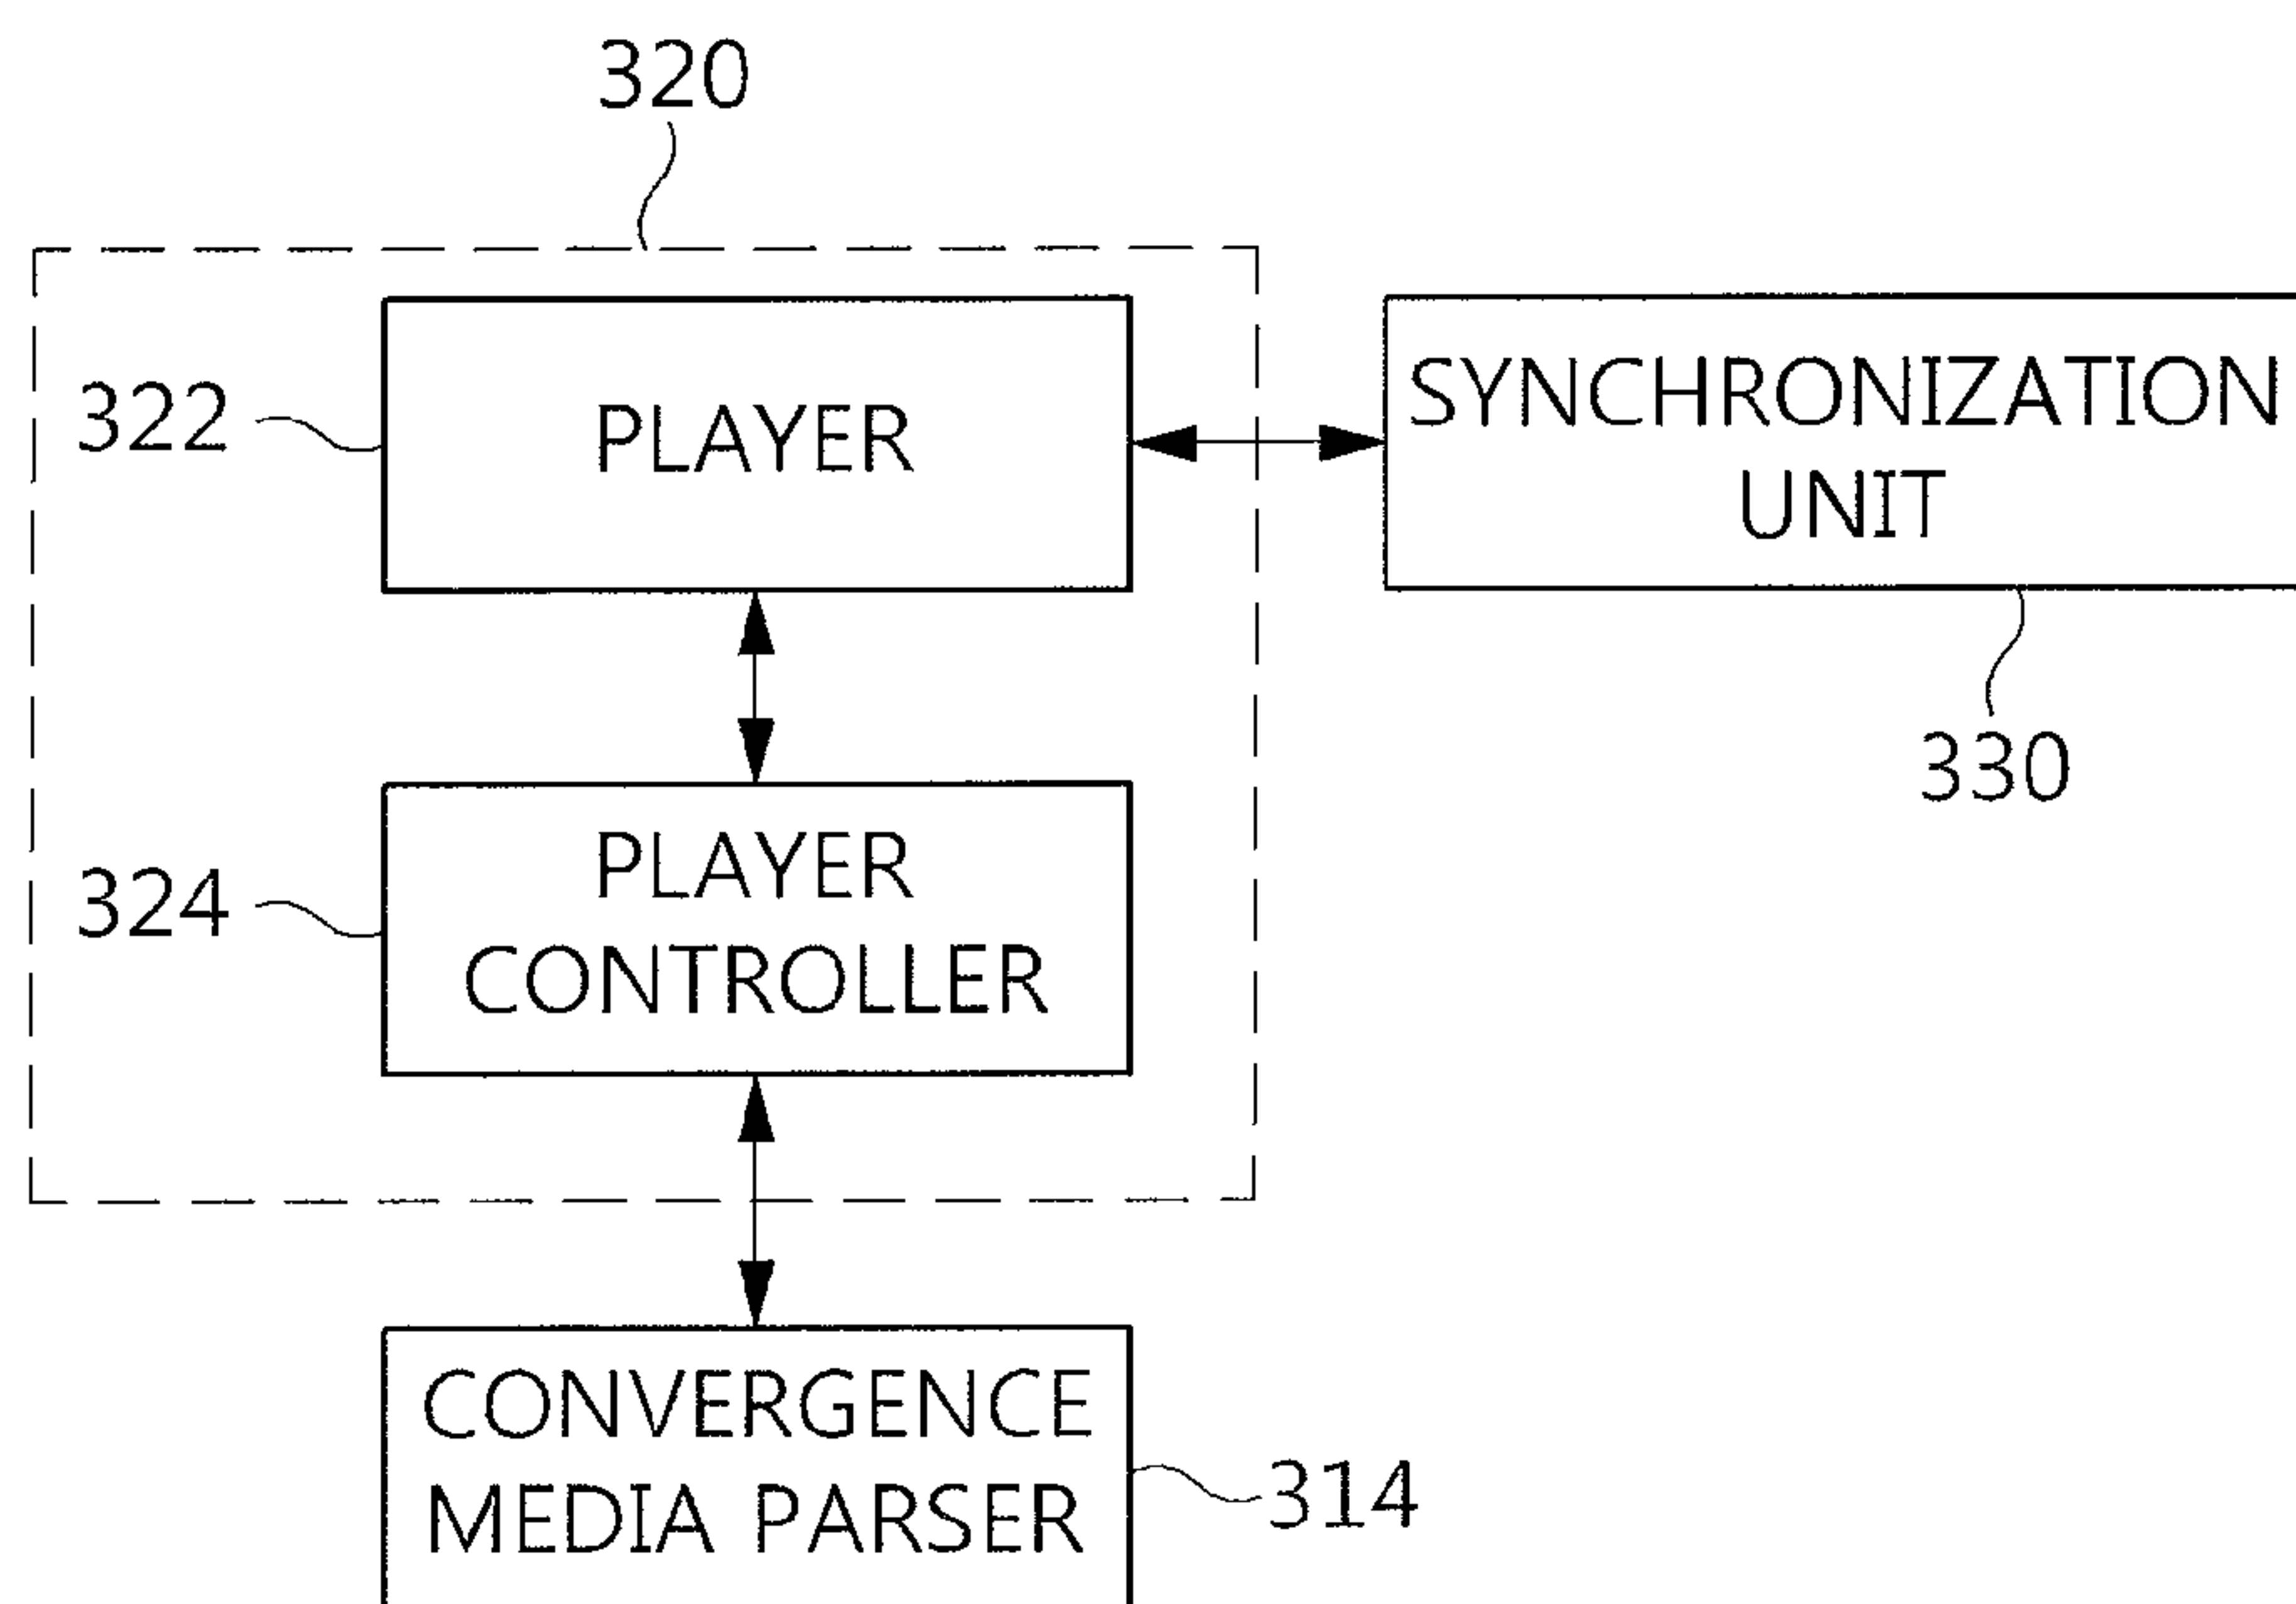 320
322
PLAYER
SYNCHRONIZATION
UNIT
330
324
PLAYER
CONTROLLER
CONVERGENCE
MEDIA PARSER
314